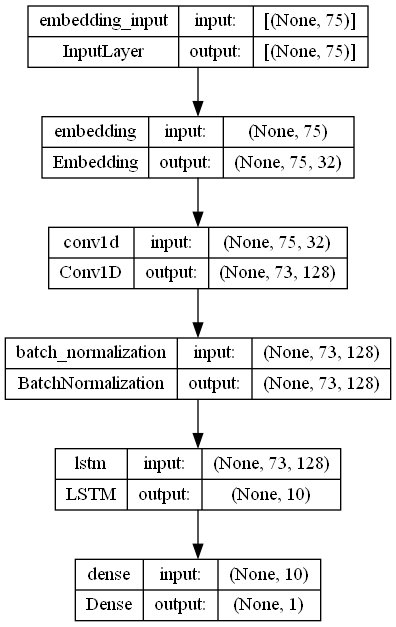 embedding_input input: [(None, 75)]
InputLayer output: [(None, 75)]
embedding input: (None, 75)
Embedding output: (None, 75, 32)
conv1d input: (None, 75, 32)
Conv1D output: (None, 73, 128)
batch_normalization input: (None, 73, 128)
BatchNormalization output: (None, 73, 128)
lstm input: (None, 73, 128)
LSTM output: (None, 10)
dense input: (None, 10)
Dense output: (None, 1)